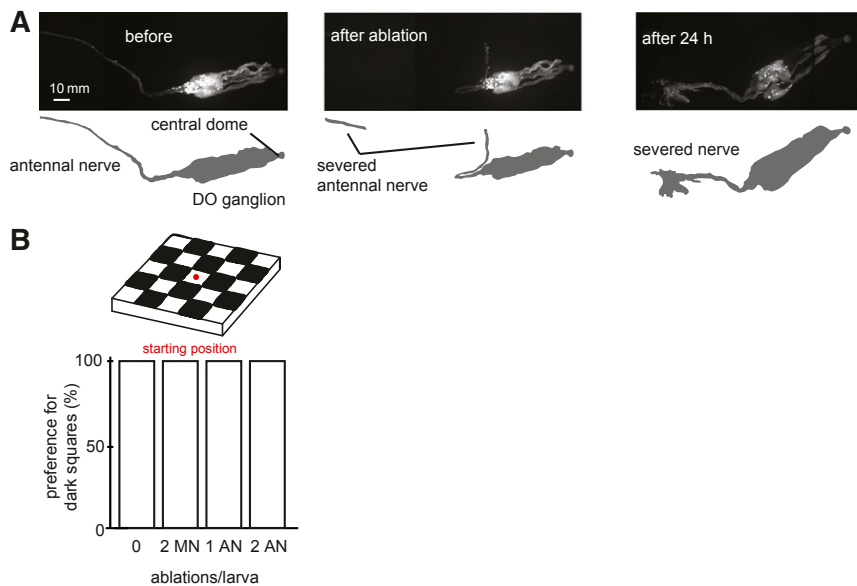 A
before
after ablation
after 24 h
10 mm
central dome
antennal nerve
DO ganglion
severed
antennal nerve
severed nerve
B
starting position
100
50
0
preference for
dark squares (%)
0 2 MN 1 AN 2 AN
ablations/larva